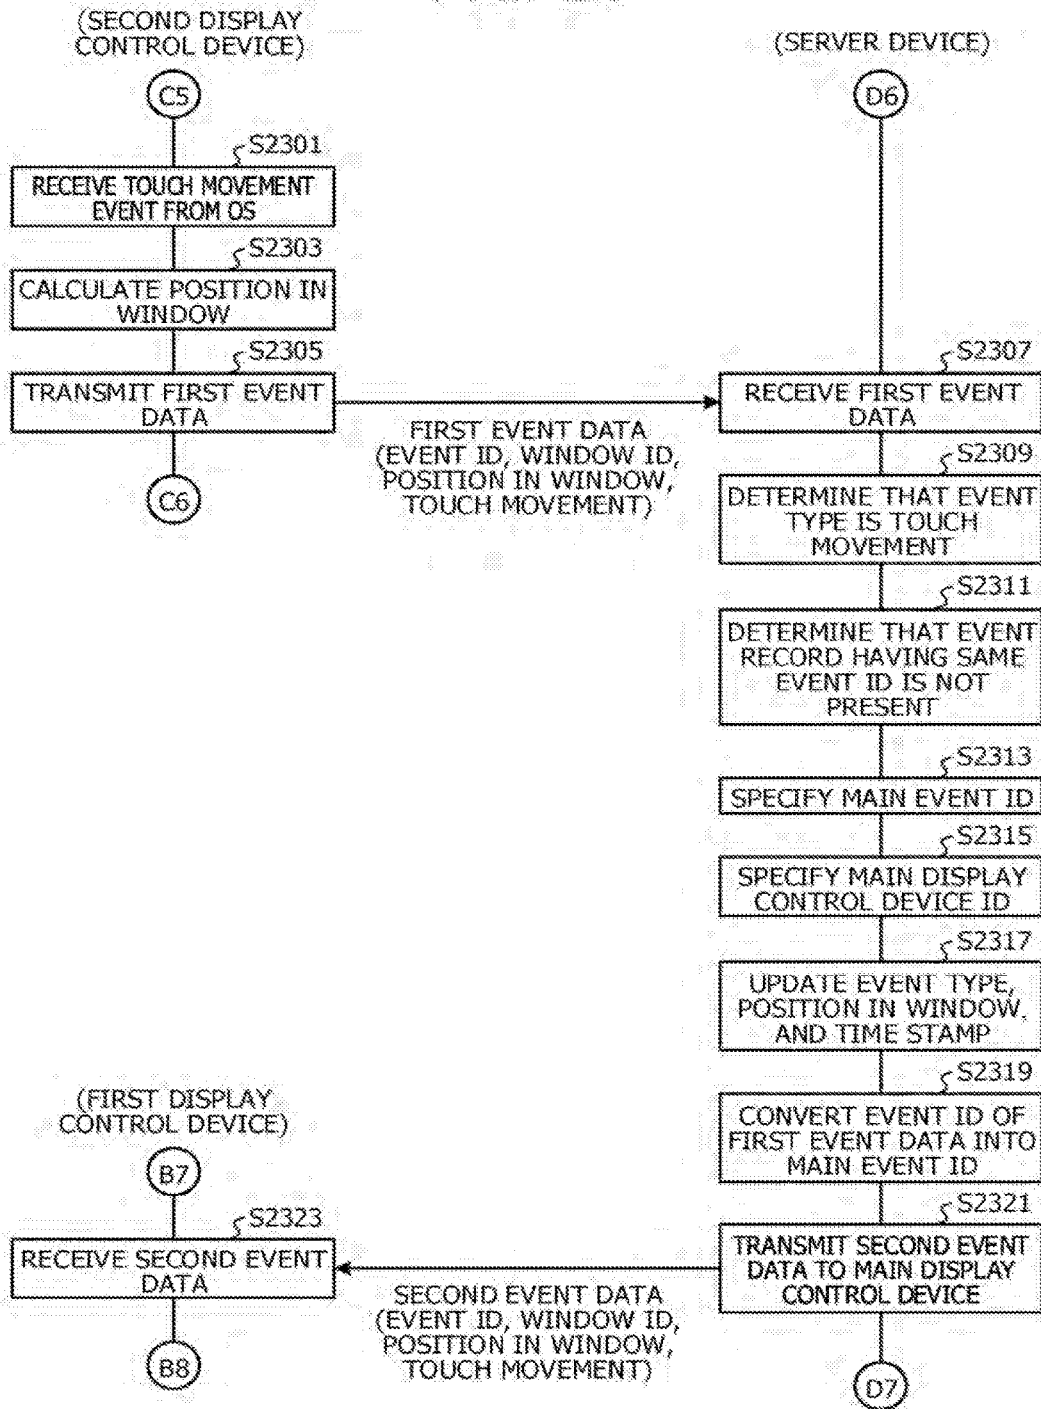 (SECOND DISPLAY
CONTROL DEVICE)
C5
S2301
RECEIVE TOUCH MOVEMENT
EVENT FROM OS
S2303
CALCULATE POSITION IN
WINDOW
S2305
TRANSMIT FIRST EVENT
DATA
C6
FIRST EVENT DATA
(EVENT ID, WINDOW ID,
POSITION IN WINDOW,
TOUCH MOVEMENT)
(SERVER DEVICE)
D6
S2307
RECEIVE FIRST EVENT
DATA
S2309
DETERMINE THAT EVENT
TYPE IS TOUCH
MOVEMENT
S2311
DETERMINE THAT EVENT
RECORD HAVING SAME
EVENT ID IS NOT
PRESENT
S2313
SPECIFY MAIN EVENT ID
S2315
SPECIFY MAIN DISPLAY
CONTROL DEVICE ID
S2317
UPDATE EVENT TYPE,
POSITION IN WINDOW,
AND TIME STAMP
S2319
CONVERT EVENT ID OF
FIRST EVENT DATA INTO
MAIN EVENT ID
S2321
TRANSMIT SECOND EVENT
DATA TO MAIN DISPLAY
CONTROL DEVICE
D7
SECOND EVENT DATA
(EVENT ID, WINDOW ID,
POSITION IN WINDOW,
TOUCH MOVEMENT)
(FIRST DISPLAY
CONTROL DEVICE)
B7
S2323
RECEIVE SECOND EVENT
DATA
B8